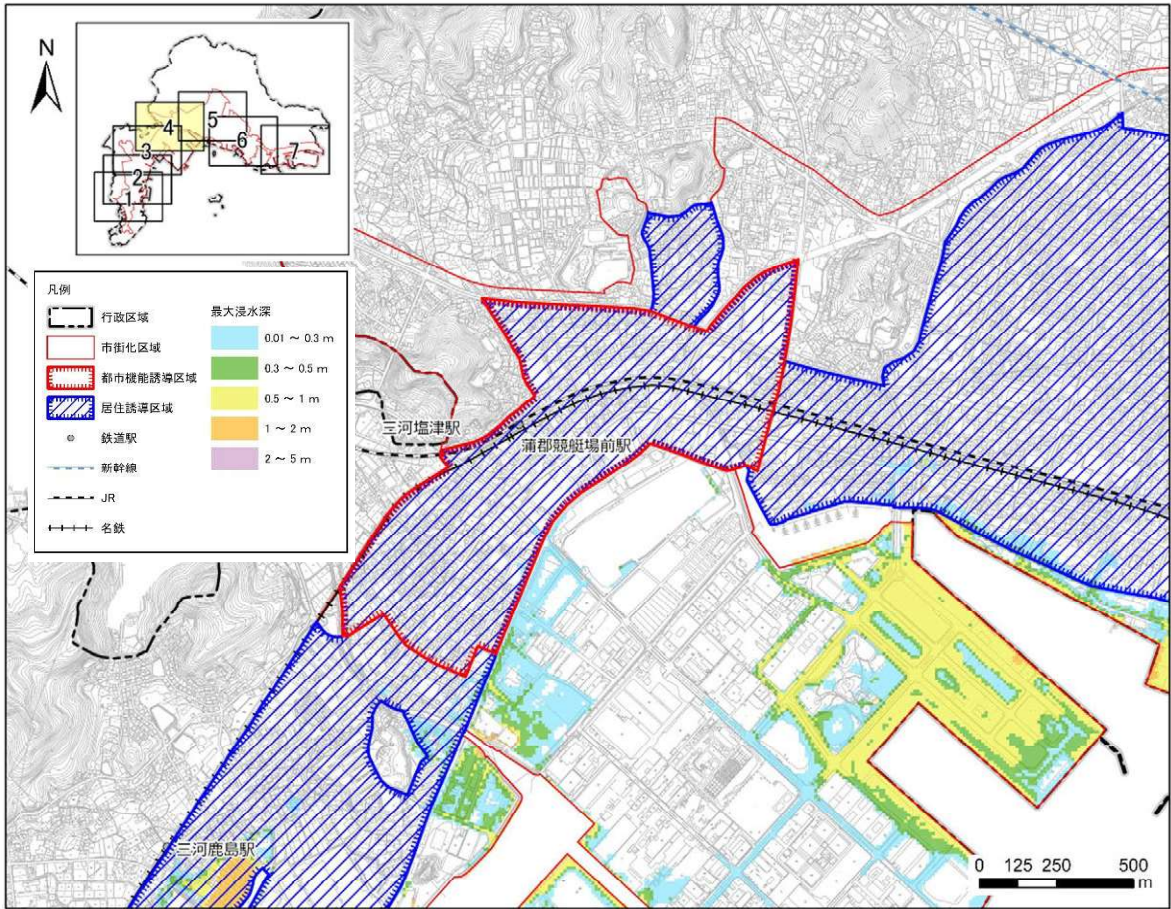 N
4
5
3
6
7
2
1
凡例
行政区域
市街化区域
都市機能誘導区域
居住誘導区域
鉄道駅
新幹線
JR
名鉄
最大浸水深
0.01 ～ 0.3 m
0.3 ～ 0.5 m
0.5 ～ 1 m
1 ～ 2 m
2 ～ 5 m
三河塩津駅
蒲郡競艇場前駅
三河鹿島駅
0 125 250 500
m